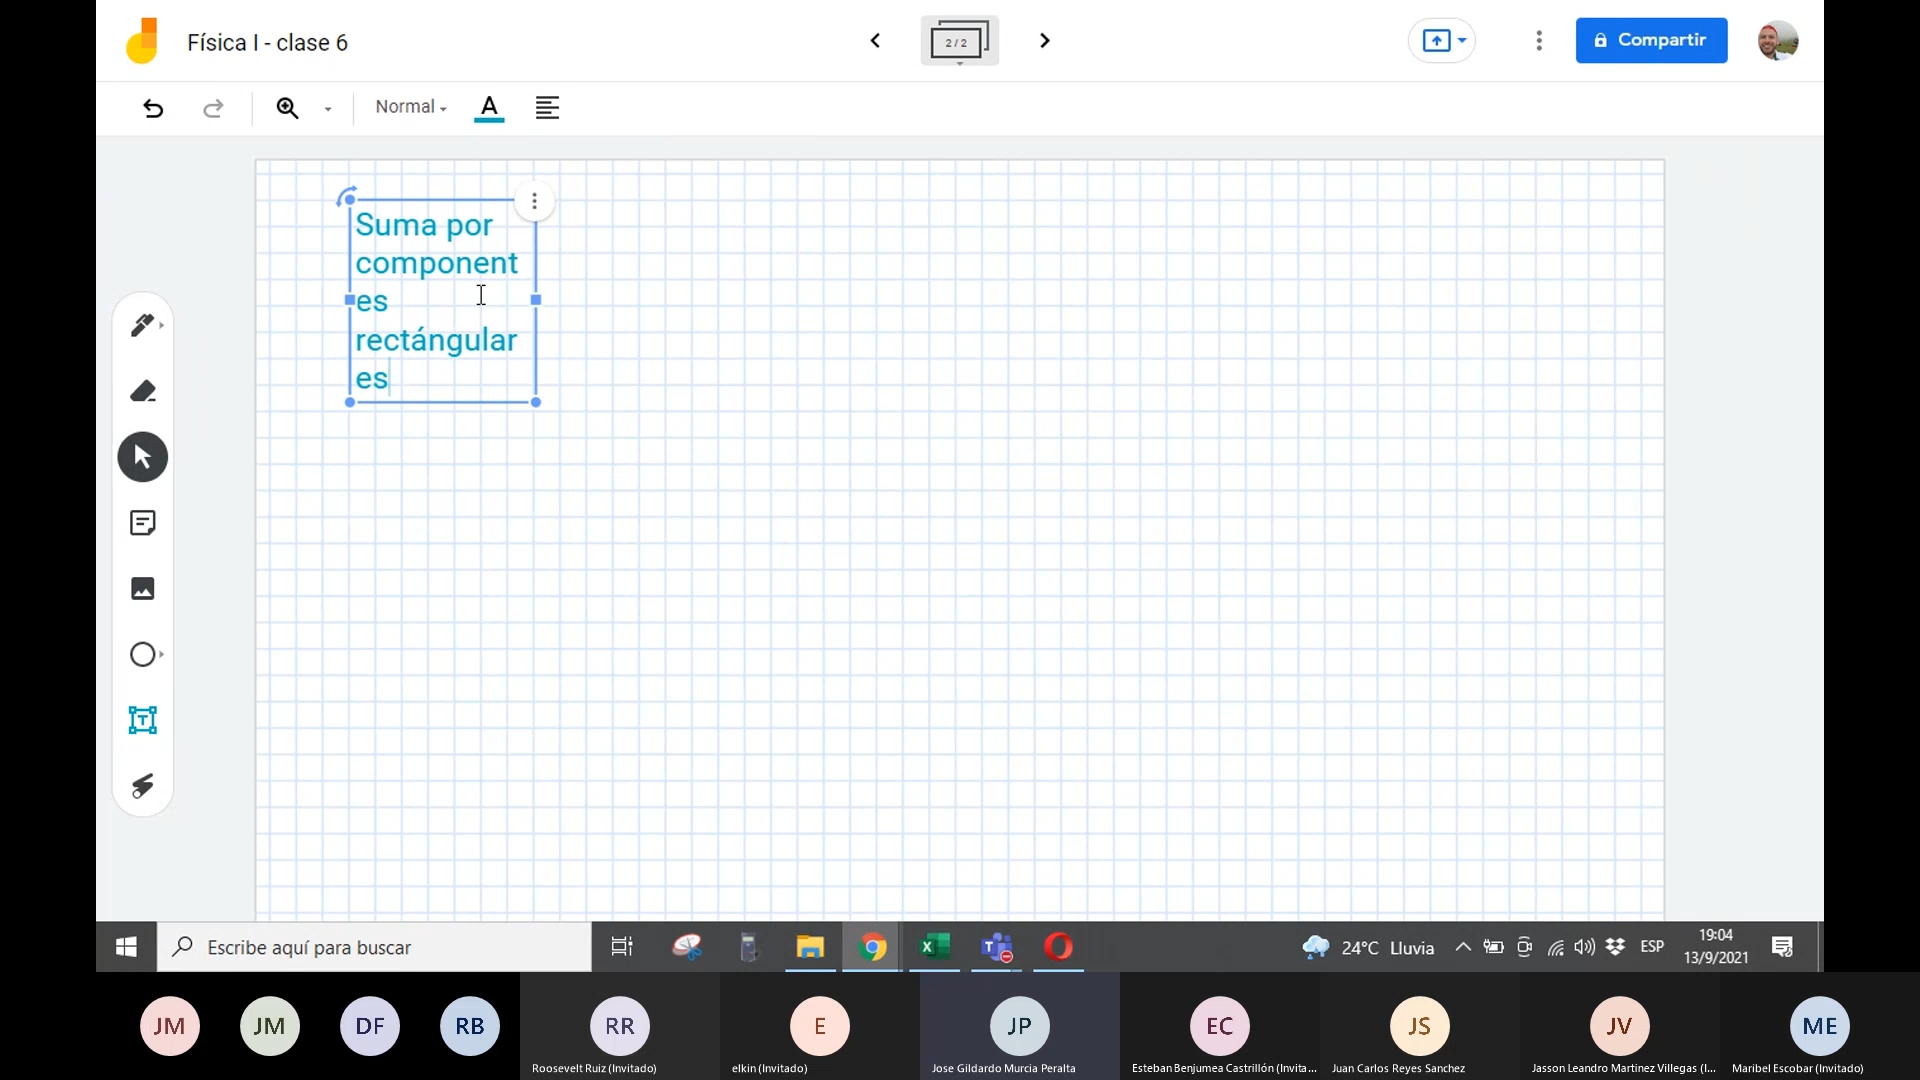 Física I - clase 6
2 / 2
Compartir
Normal
A
Suma por
component
es
rectángular
es
T
Escribe aquí para buscar
24°C Lluvia
ESP
19:04
13/9/2021
JM
JM
DF
RB
RR
E
JP
EC
JS
JV
ME
Roosevelt Ruiz (Invitado)
elkin (Invitado)
Jose Gildardo Murcia Peralta
Esteban Benjumea Castrillón (Invita...
Juan Carlos Reyes Sanchez
Jasson Leandro Martinez Villegas (I...
Maribel Escobar (Invitado)